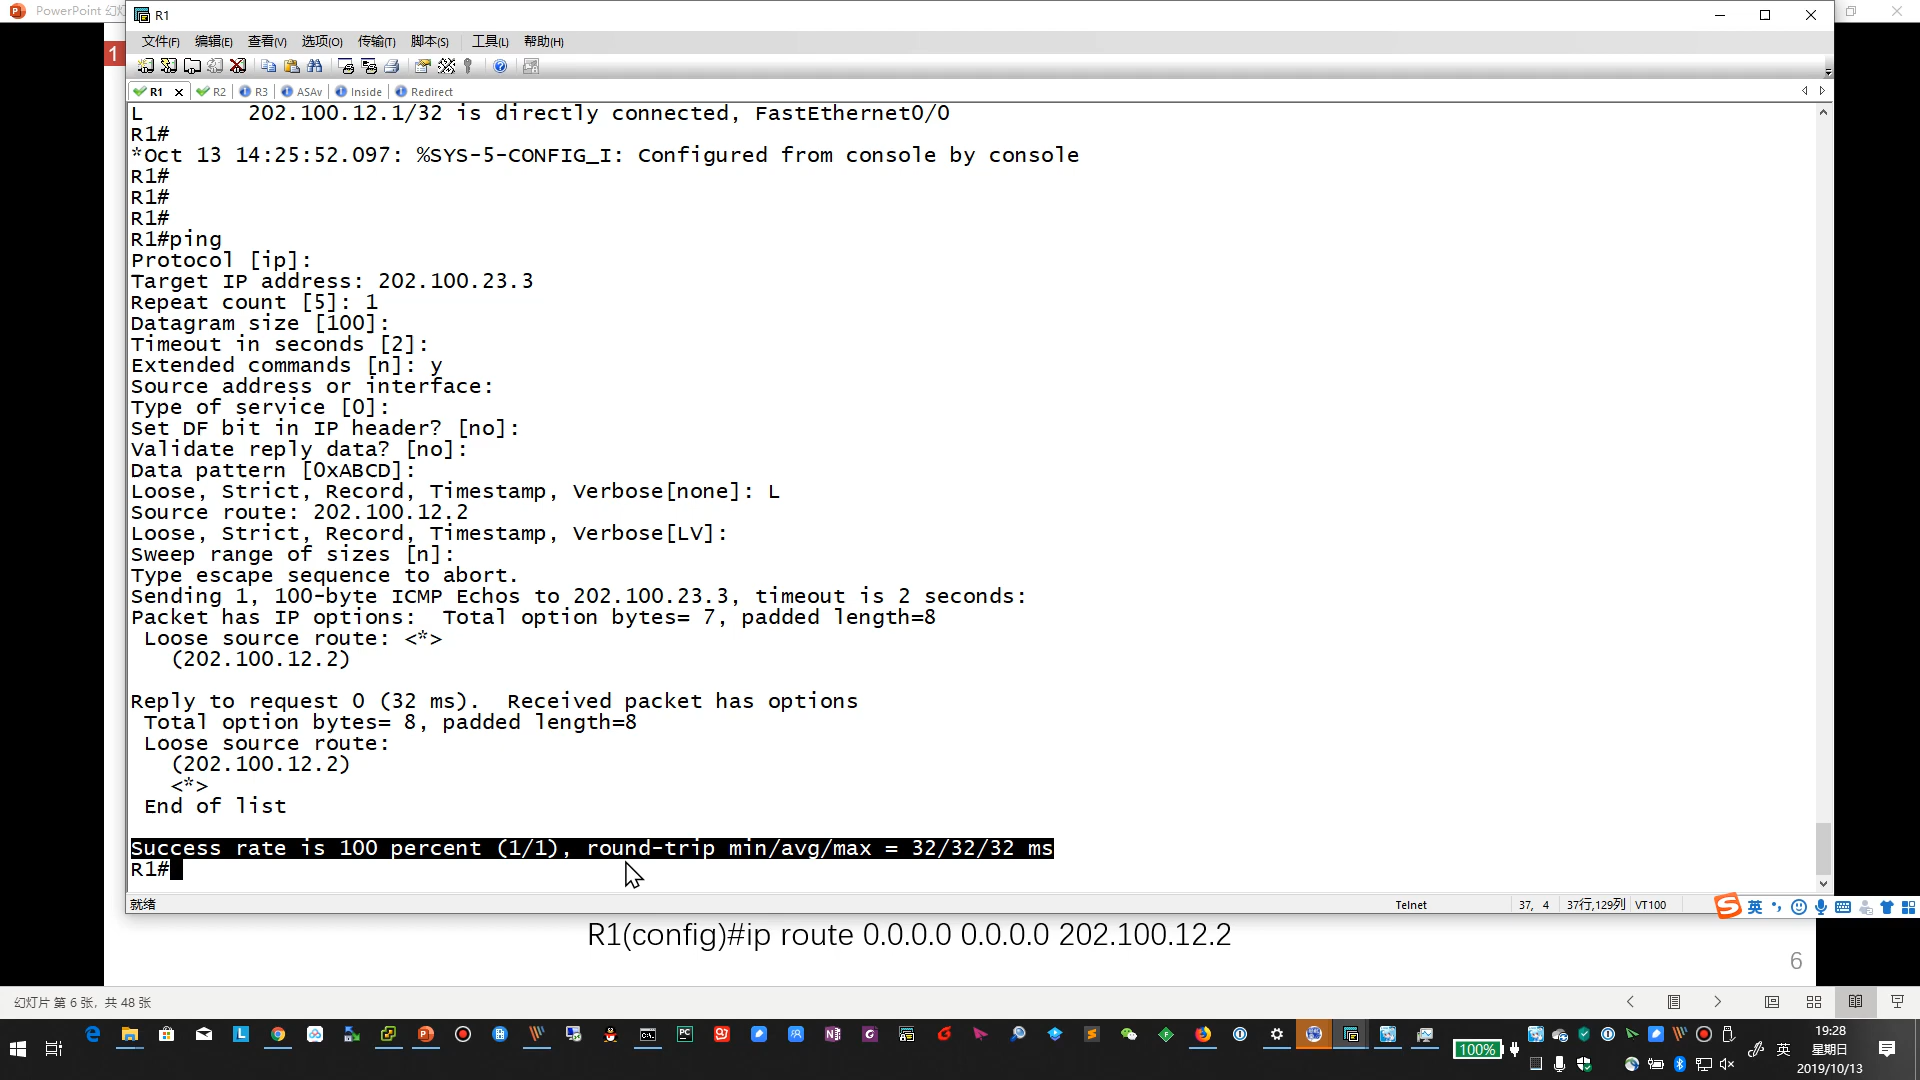 PowerPoint 幻灯
R1
文件(F) 编辑(E) 查看(V) 选项(O) 传输(T) 脚本(S) 工具(L) 帮助(H)
1
R1 R2 R3 ASAv Inside Redirect
L        202.100.12.1/32 is directly connected, FastEthernet0/0
R1#
*Oct 13 14:25:52.097: %SYS-5-CONFIG_I: Configured from console by console
R1#
R1#
R1#
R1#ping
Protocol [ip]:
Target IP address: 202.100.23.3
Repeat count [5]: 1
Datagram size [100]:
Timeout in seconds [2]:
Extended commands [n]: y
Source address or interface:
Type of service [0]:
Set DF bit in IP header? [no]:
Validate reply data? [no]:
Data pattern [0xABCD]:
Loose, Strict, Record, Timestamp, Verbose[none]: L
Source route: 202.100.12.2
Loose, Strict, Record, Timestamp, Verbose[LV]:
Sweep range of sizes [n]:
Type escape sequence to abort.
Sending 1, 100-byte ICMP Echos to 202.100.23.3, timeout is 2 seconds:
Packet has IP options:  Total option bytes= 7, padded length=8
 Loose source route: <*>
   (202.100.12.2)
Reply to request 0 (32 ms).  Received packet has options
 Total option bytes= 8, padded length=8
 Loose source route:
   (202.100.12.2)
   <*>
 End of list
Success rate is 100 percent (1/1), round-trip min/avg/max = 32/32/32 ms
R1#
就绪 Telnet 37, 4 37行,129列 VT100 英
R1(config)#ip route 0.0.0.0 0.0.0.0 202.100.12.2
6
幻灯片 第 6 张，共 48 张
100% 英
19:28
星期日
2019/10/13